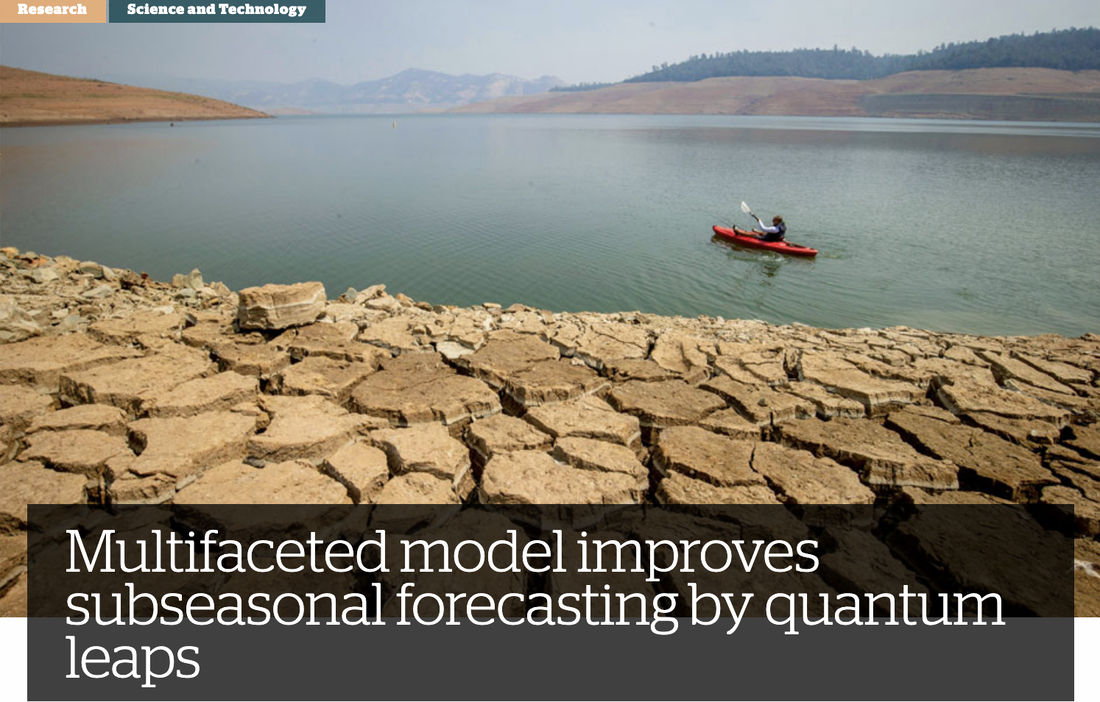 Research
Science and Technology
Multifaceted model improves
subseasonal forecasting by quantum
leaps